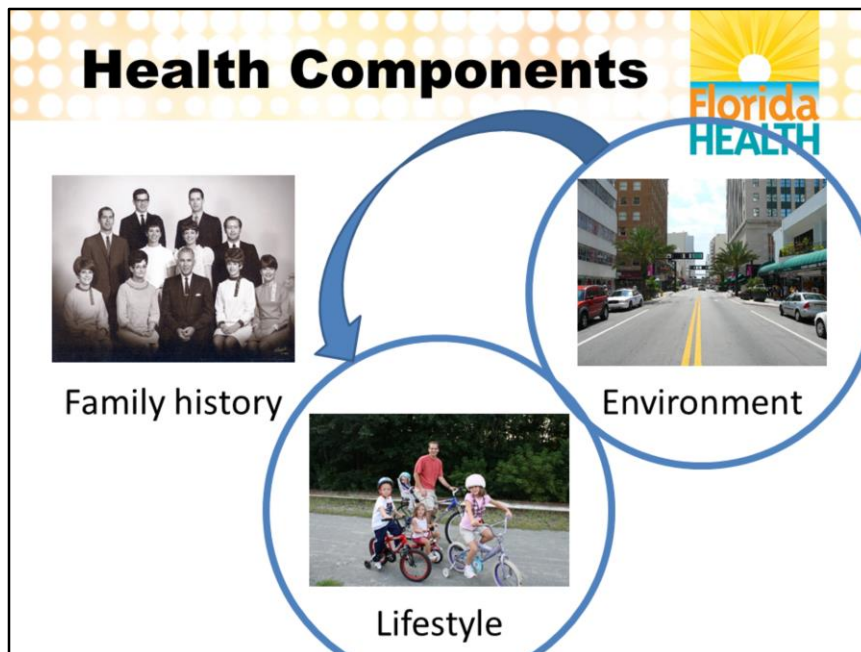 Health Components
Florida
HEALTH
Family history
Environment
Lifestyle